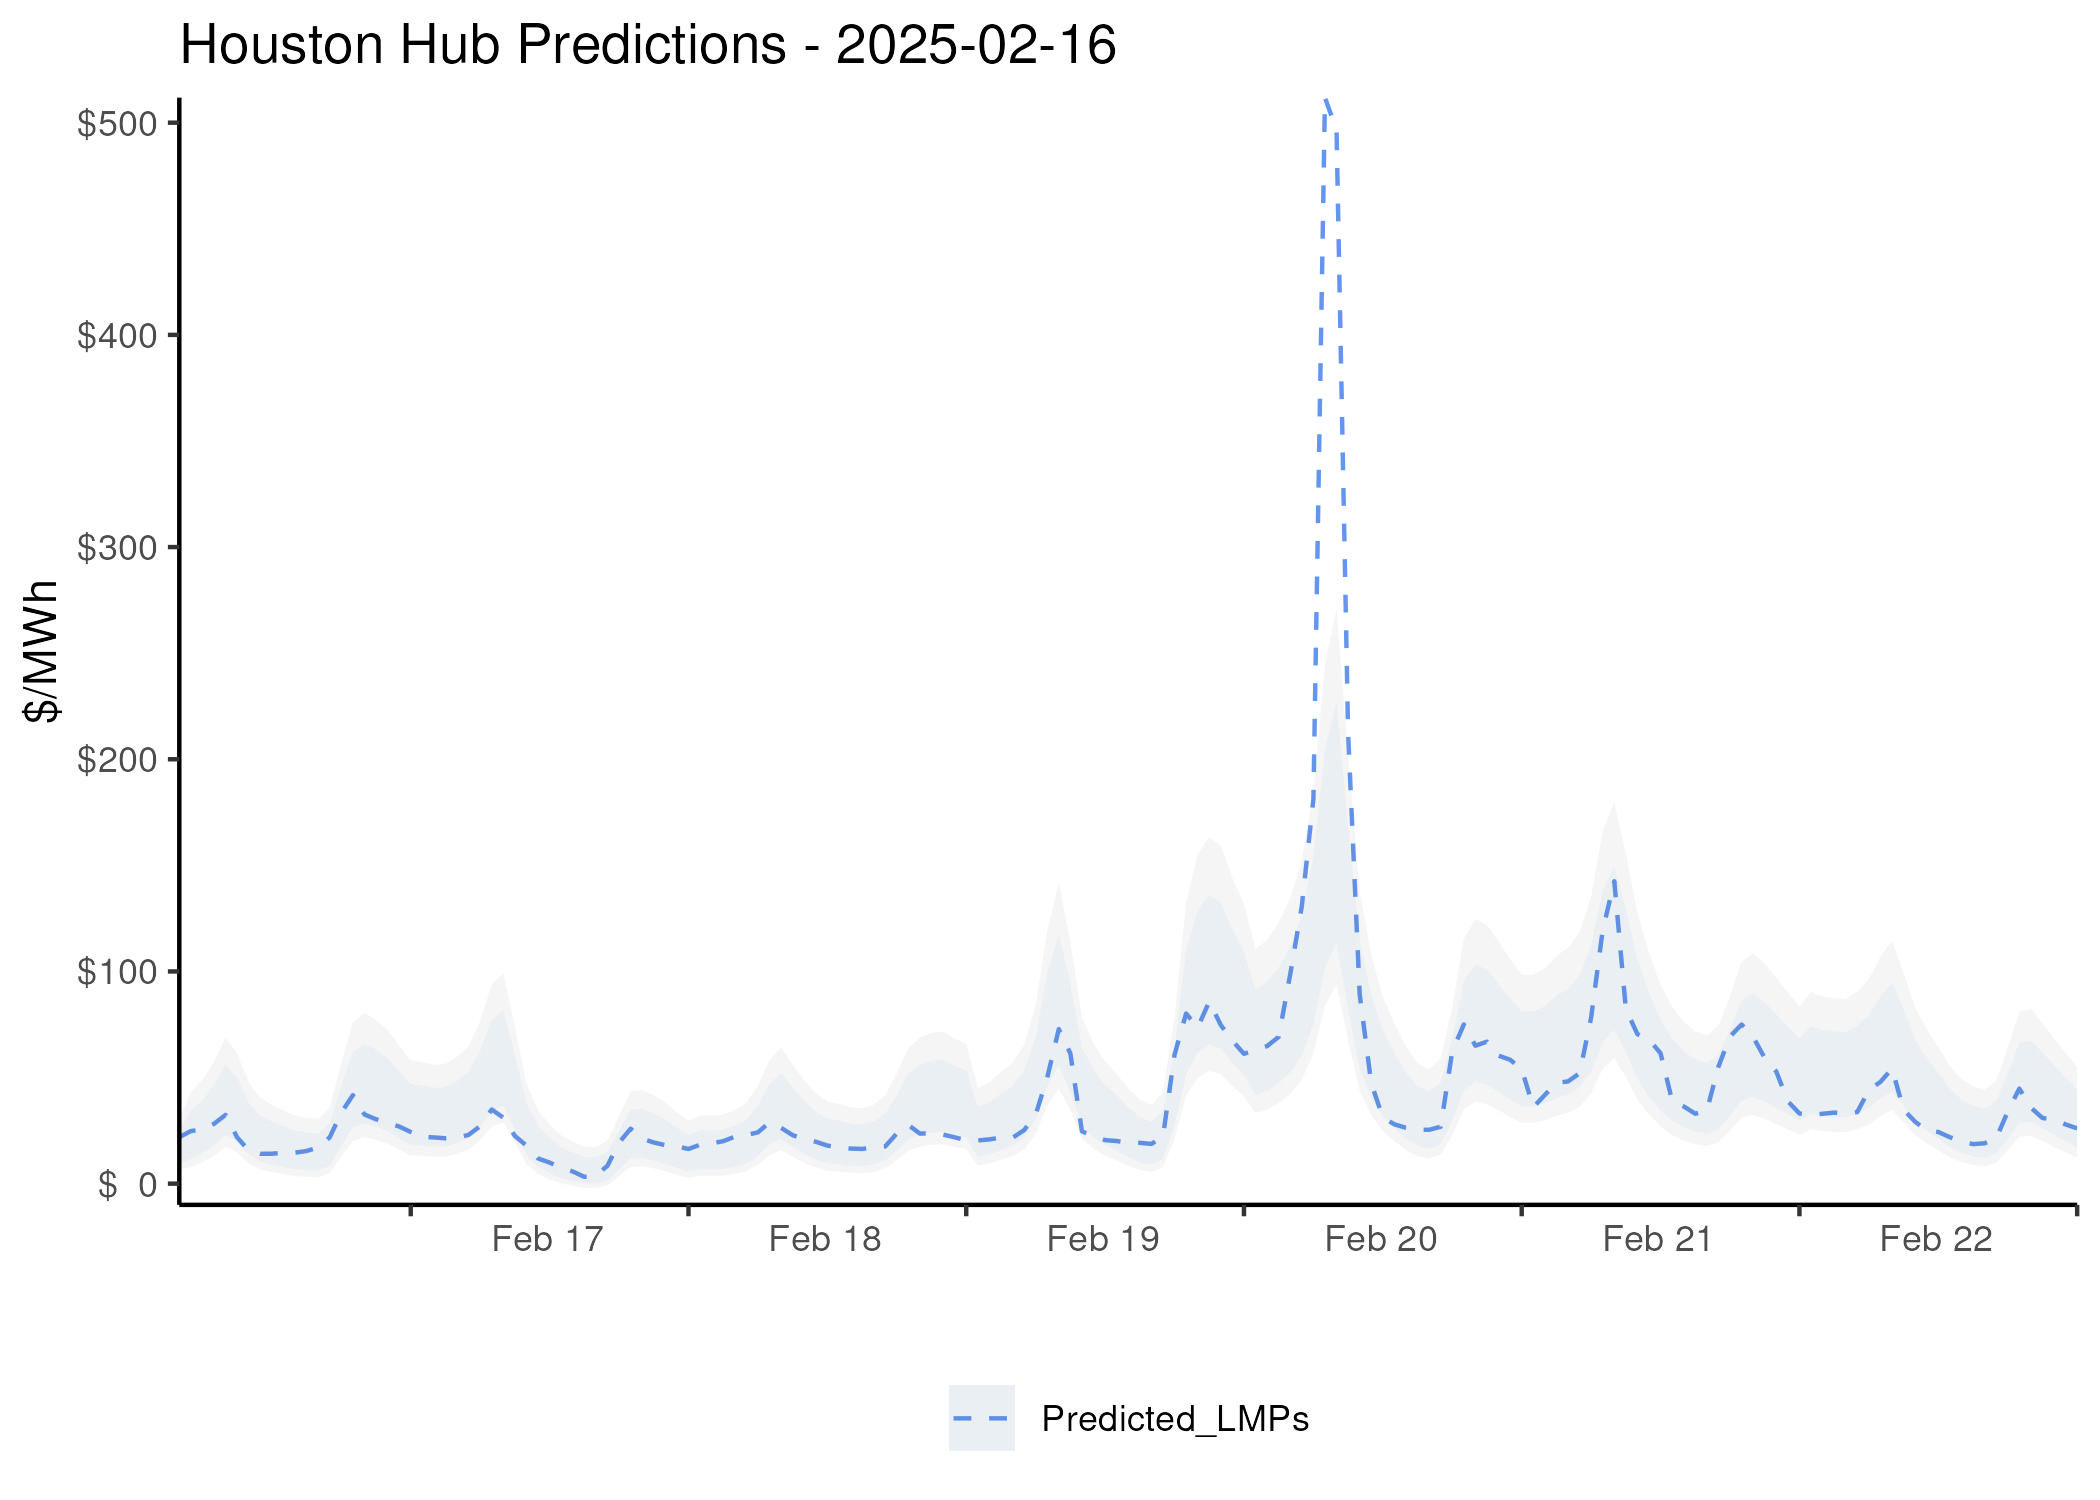 Houston Hub Predictions - 2025-02-16
$500
$400
$300
$200
$100
$ 0
$/MWh
Feb 17
Feb 18
Feb 19
Feb 20
Feb 21
Feb 22
Predicted_LMPs